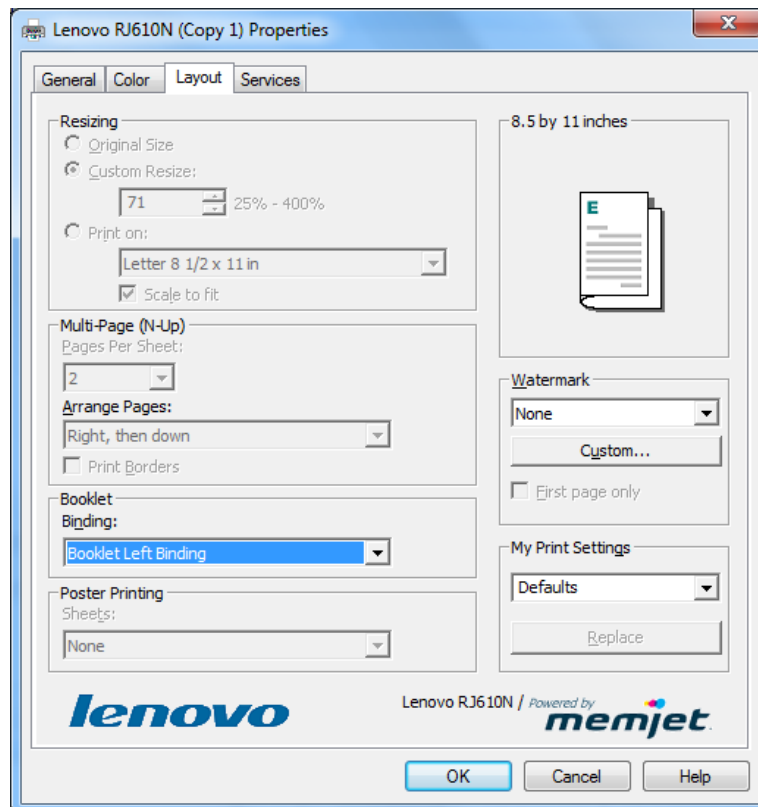 Lenovo RJ610N (Copy 1) Properties
X
General Color Layout Services
Resizing
Original Size
Custom Resize:
71 25% - 400%
Print on:
Letter 8 1/2 x 11 in
Scale to fit
Multi-Page (N-Up)
Pages Per Sheet:
2
Arrange Pages:
Right, then down
Print Borders
Booklet
Binding:
Booklet Left Binding
Poster Printing
Sheets:
None
8.5 by 11 inches
E
Watermark
None
Custom...
First page only
My Print Settings
Defaults
Replace
lenovo
Lenovo RJ610N / Powered by
memjet
OK Cancel Help